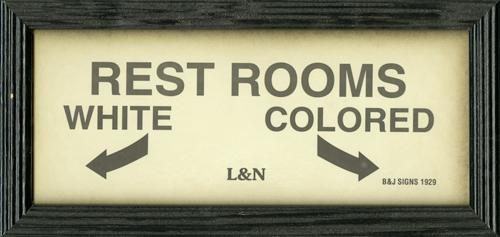 REST ROOMS
WHITE COLORED
L&N
B&J SIGNS 1929